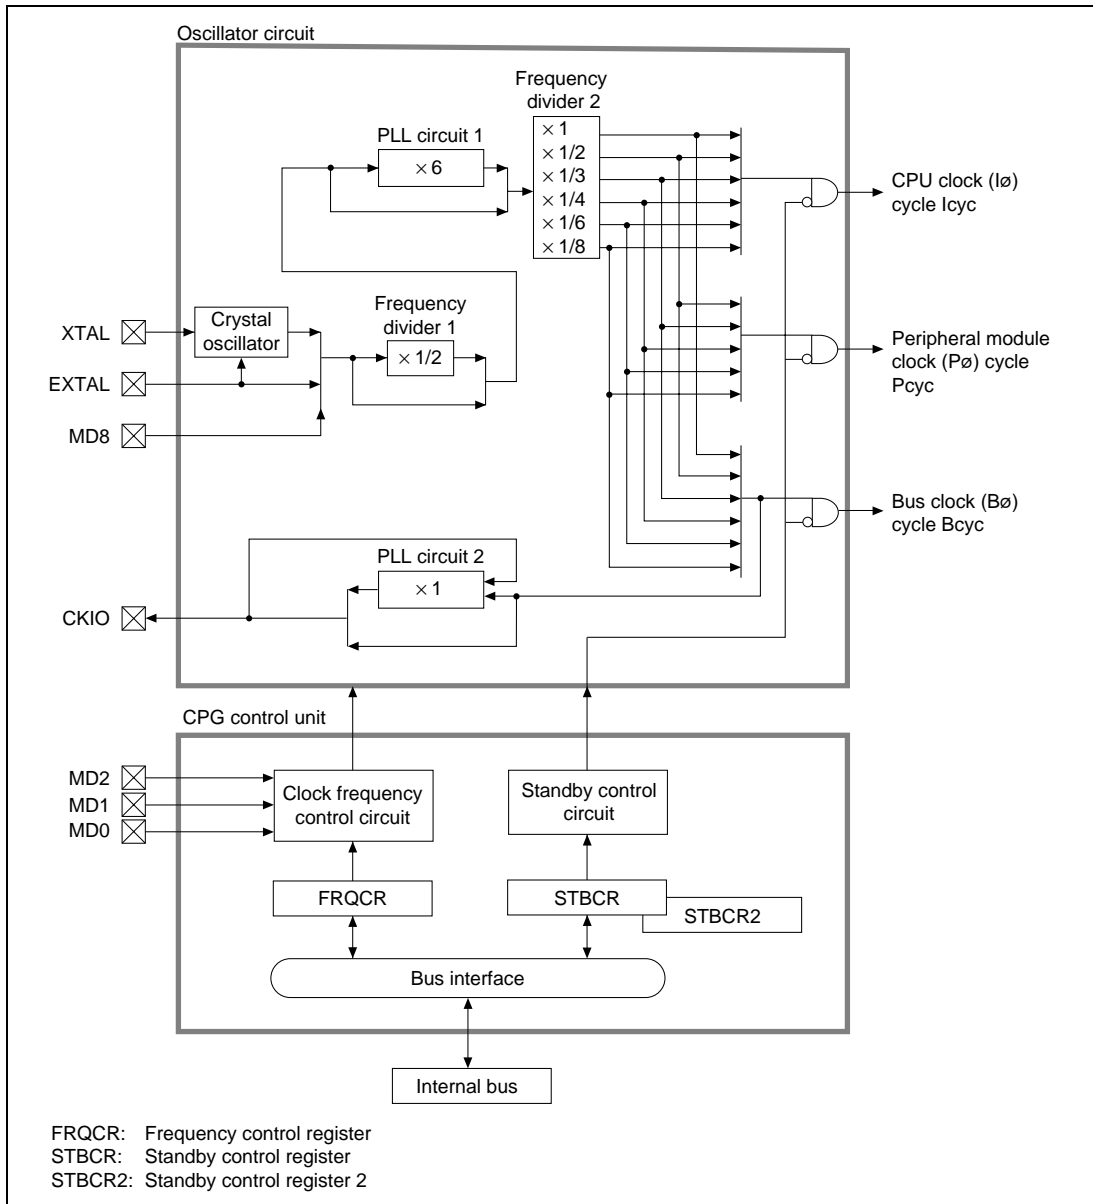 Oscillator circuit
Frequency
divider 2
PLL circuit 1
× 6
× 1
× 1/2
× 1/3
× 1/4
× 1/6
× 1/8
CPU clock (Iø)
cycle Icyc
XTAL
Crystal
oscillator
Frequency
divider 1
× 1/2
EXTAL
MD8
Peripheral module
clock (Pø) cycle
Pcyc
Bus clock (Bø)
cycle Bcyc
PLL circuit 2
× 1
CKIO
CPG control unit
MD2
MD1
MD0
Clock frequency
control circuit
Standby control
circuit
FRQCR
STBCR
STBCR2
Bus interface
Internal bus
FRQCR: Frequency control register
STBCR: Standby control register
STBCR2: Standby control register 2